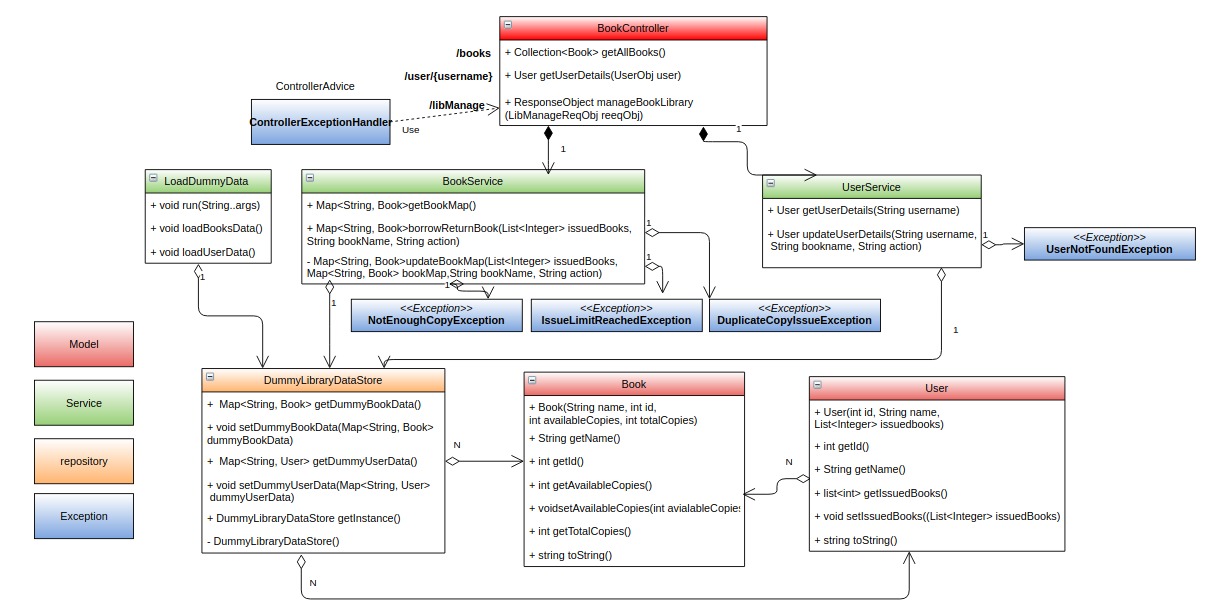 BookController
/books
+ Collection<Book> getAllBooks()
/user/{username}
+ User getUserDetails(UserObj user)
/libManage
+ ResponseObject manageBookLibrary
(LibManageReqObj reeqObj)
ControllerAdvice
ControllerExceptionHandler
Use
1
1
LoadDummyData
+ void run(String..args)
+ void loadBooksData()
+ void loadUserData()
1
BookService
+ Map<String, Book>getBookMap()
+ Map<String, Book>borrowReturnBook(List<Integer> issuedBooks,
String bookName, String action)
- Map<String, Book>updateBookMap(List<Integer> issuedBooks,
Map<String, Book> bookMap,String bookName, String action)
1
1
1
1
UserService
+ User getUserDetails(String username)
+ User updateUserDetails(String username,
String bookname, String action)
1
1
<<Exception>>
UserNotFoundException
<<Exception>>
NotEnoughCopyException
<<Exception>>
IssueLimitReachedException
<<Exception>>
DuplicateCopyIssueException
Model
Service
repository
Exception
DummyLibraryDataStore
+ Map<String, Book> getDummyBookData()
+ void setDummyBookData(Map<String, Book>
dummyBookData)
+ Map<String, User> getDummyUserData()
+ void setDummyUserData(Map<String, User>
dummyUserData)
+ DummyLibraryDataStore getInstance()
- DummyLibraryDataStore()
N
N
Book
+ Book(String name, int id,
int availableCopies, int totalCopies)
+ String getName()
+ int getId()
+ int getAvailableCopies()
+ voidsetAvailableCopies(int avialableCopies
+ int getTotalCopies()
+ string toString()
N
User
+ User(int id, String name,
List<Integer> issuedbooks)
+ int getId()
+ String getName()
+ list<int> getIssuedBooks()
+ void setIssuedBooks((List<Integer> issuedBooks)
+ string toString()